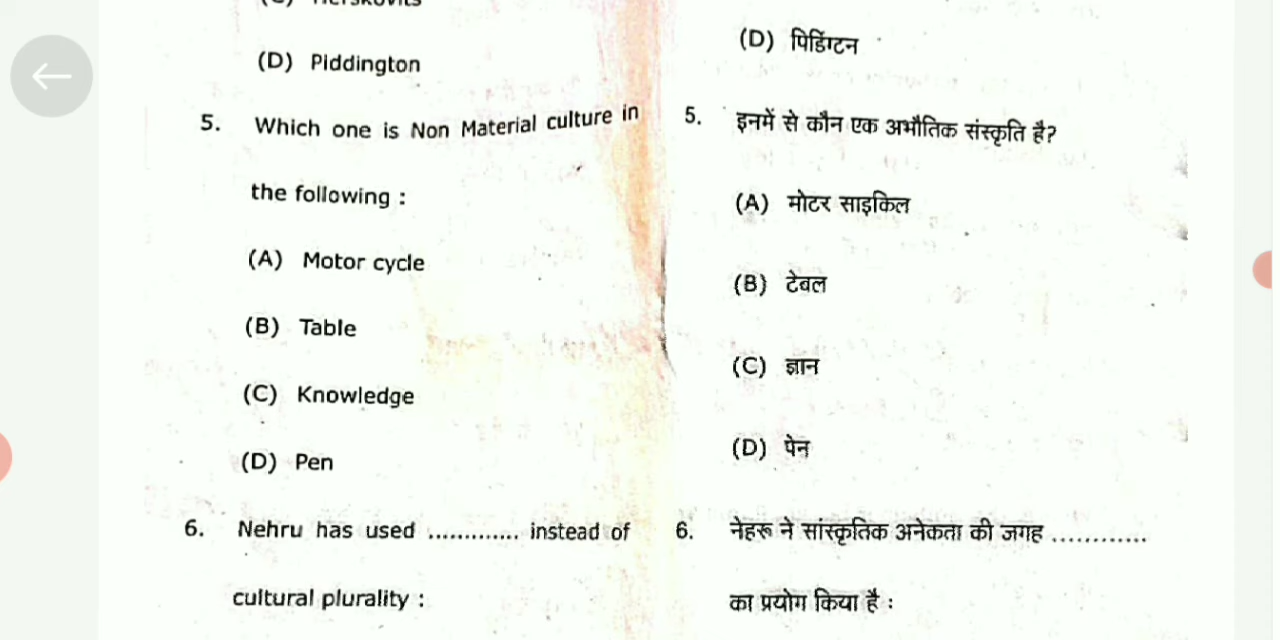 (D) Piddington
5. Which one is Non Material culture in
the following :
(A) Motor cycle
(B) Table
(C) Knowledge
(D) Pen
6. Nehru has used ............. instead of
cultural plurality :
(D) पिडिंग्टन
5. इनमें से कौन एक अभौतिक संस्कृति है?
(A) मोटर साइकिल
(B) टेबल
(C) ज्ञान
(D) पेन
6. नेहरू ने सांस्कृतिक अनेकता की जगह ............
का प्रयोग किया है :